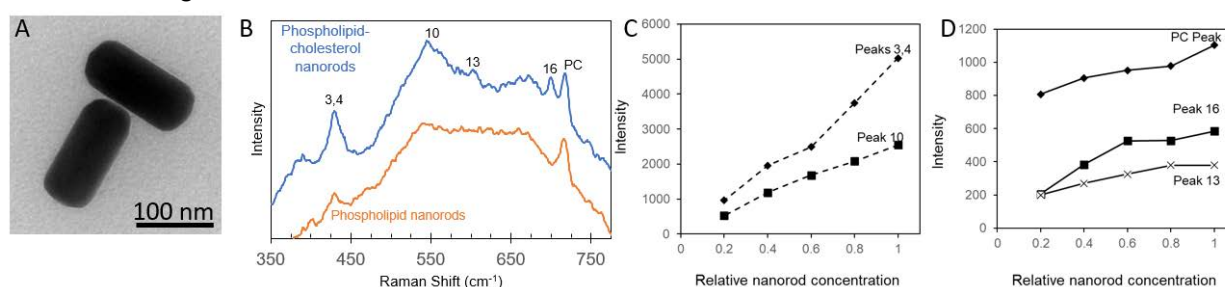 A
100 nm
B
Phospholipid-
cholesterol
nanorods
10
13
16
PC
3,4
Phospholipid nanorods
Intensity
350
450
550
650
750
Raman Shift (cm-1)
C
6000
5000
4000
3000
2000
1000
0
Peaks 3,4
Peak 10
Intensity
0
0.2
0.4
0.6
0.8
1
Relative nanorod concentration
D
1200
1000
800
600
400
200
0
PC Peak
Peak 16
Peak 13
Intensity
0
0.2
0.4
0.6
0.8
1
Relative nanorod concentration